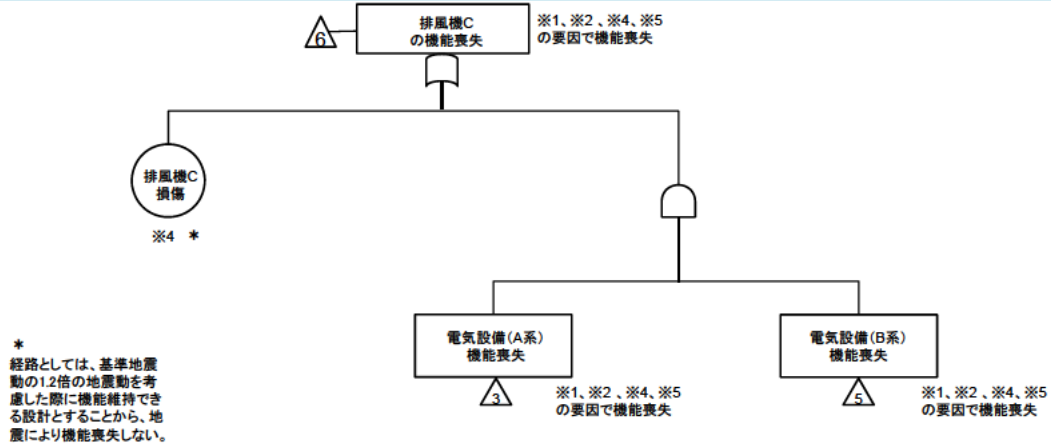 排風機C
の機能喪失
※1、※2 、※4、※5
の要因で機能喪失
6
排風機C
損傷
※4 *
電気設備(A系)
機能喪失
3
※1、※2 、※4、※5
の要因で機能喪失
電気設備(B系)
機能喪失
5
※1、※2 、※4、※5
の要因で機能喪失
*
経路としては、基準地震
動の1.2倍の地震動を考
慮した際に機能維持でき
る設計とすることから、地
震により機能喪失しない。